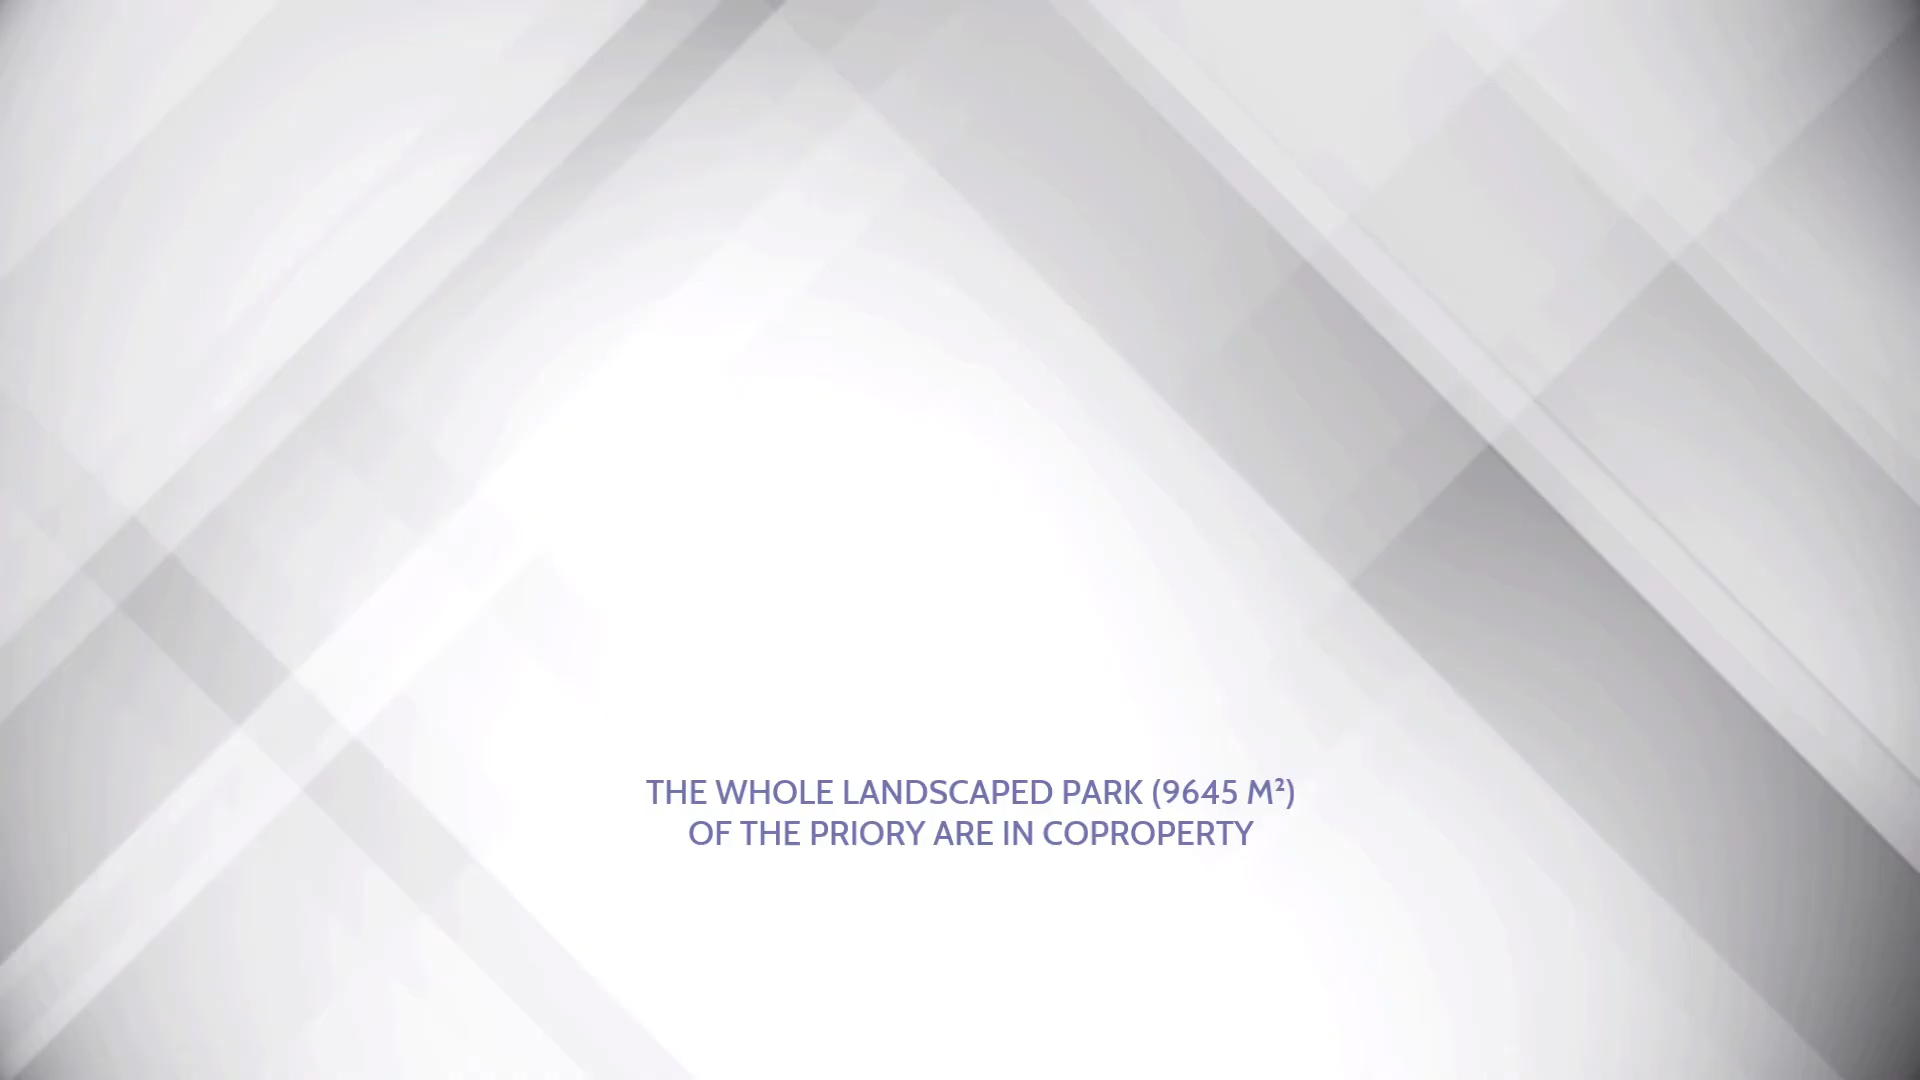 THE WHOLE LANDSCAPED PARK (9645 M²)
OF THE PRIORY ARE IN COPROPERTY